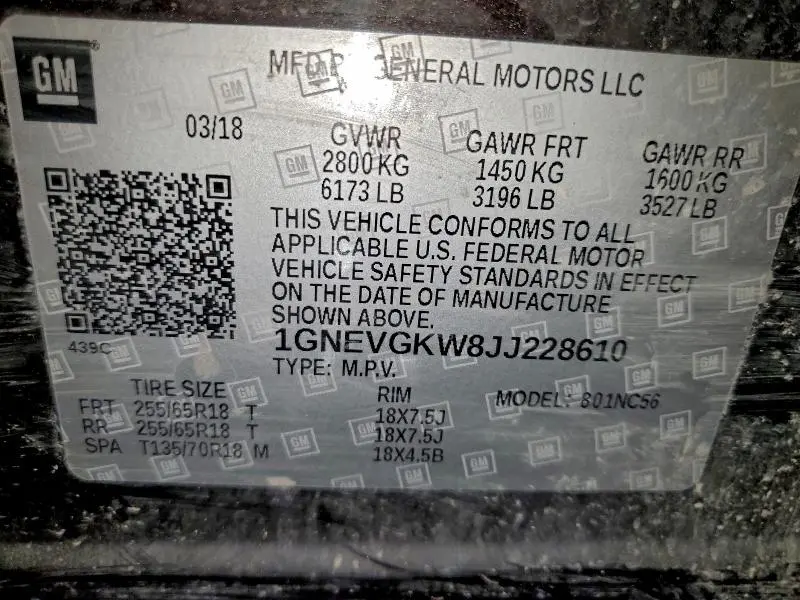 GM
MFD BY GENERAL MOTORS LLC
03/18
GVWR GAWR FRT GAWR RR
2800 KG 1450 KG 1600 KG
6173 LB 3196 LB 3527 LB
THIS VEHICLE CONFORMS TO ALL
APPLICABLE U.S. FEDERAL MOTOR
VEHICLE SAFETY STANDARDS IN EFFECT
ON THE DATE OF MANUFACTURE
SHOWN ABOVE.
439C
1GNEVGKW8JJ228610
TYPE: M.P.V.
TIRE SIZE RIM MODEL: 801NC56
FRT 255/65R18 T 18X7.5J
RR 255/65R18 T 18X7.5J
SPA T135/70R18 M 18X4.5B